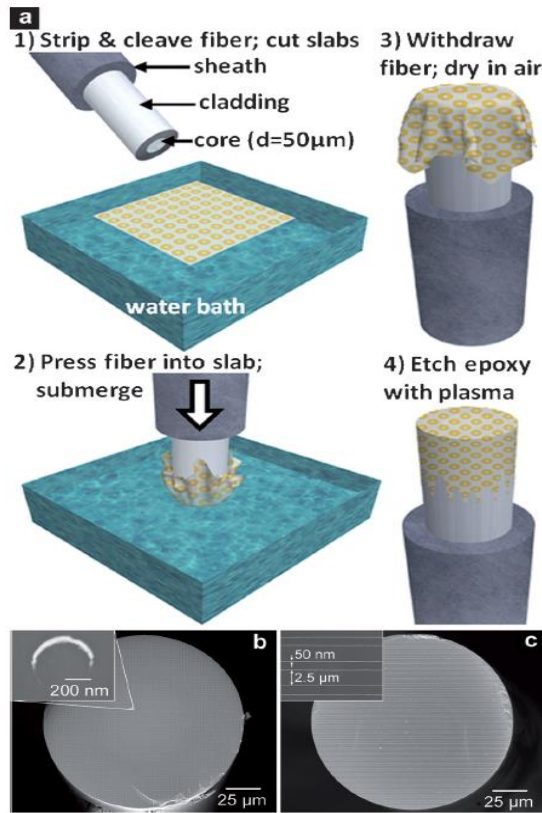 a
1) Strip & cleave fiber; cut slabs
sheath
cladding
core (d=50µm)
water bath
2) Press fiber into slab;
submerge
3) Withdraw
fiber; dry in air
4) Etch epoxy
with plasma
b
200 nm
25 µm
c
50 nm
2.5 µm
25 µm